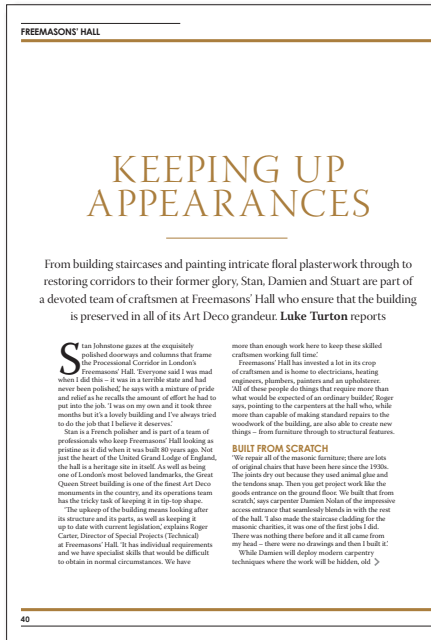 FREEMASONS' HALL
KEEPING UP
APPEARANCES
From building staircases and painting intricate floral plasterwork through to
restoring corridors to their former glory, Stan, Damien and Stuart are part of
a devoted team of craftsmen at Freemasons' Hall who ensure that the building
is preserved in all of its Art Deco grandeur. Luke Turton reports
Stan Johnstone gazes at the exquisitely
polished doorways and columns that frame
the Processional Corridor in London's
Freemasons' Hall. 'Everyone said I was mad
when I did this – it was in a terrible state and had
never been polished,' he says with a mixture of pride
and relief as he recalls the amount of effort he had to
put into the job. 'I was on my own and it took three
months but it's a lovely building and I've always tried
to do the job that I believe it deserves.'
Stan is a French polisher and is part of a team of
professionals who keep Freemasons' Hall looking as
pristine as it did when it was built 80 years ago. Not
just the heart of the United Grand Lodge of England,
the hall is a heritage site in itself. As well as being
one of London's most beloved landmarks, the Great
Queen Street building is one of the finest Art Deco
monuments in the country, and its operations team
has the tricky task of keeping it in tip-top shape.
'The upkeep of the building means looking after
its structure and its parts, as well as keeping it
up to date with current legislation,' explains Roger
Carter, Director of Special Projects (Technical)
at Freemasons' Hall. 'It has individual requirements
and we have specialist skills that would be difficult
to obtain in normal circumstances. We have
more than enough work here to keep these skilled
craftsmen working full time.'
Freemasons' Hall has invested a lot in its crop
of craftsmen and is home to electricians, heating
engineers, plumbers, painters and an upholsterer.
'All of these people do things that require more than
what would be expected of an ordinary builder,' Roger
says, pointing to the carpenters at the hall who, while
more than capable of making standard repairs to the
woodwork of the building, are also able to create new
things – from furniture through to structural features.
BUILT FROM SCRATCH
'We repair all of the masonic furniture; there are lots
of original chairs that have been here since the 1930s.
The joints dry out because they used animal glue and
the tendons snap. Then you get project work like the
goods entrance on the ground floor. We built that from
scratch,' says carpenter Damien Nolan of the impressive
access entrance that seamlessly blends in with the rest
of the hall. 'I also made the staircase cladding for the
masonic charities, it was one of the first jobs I did.
There was nothing there before and it all came from
my head – there were no drawings and then I built it.'
While Damien will deploy modern carpentry
techniques where the work will be hidden, old >
40